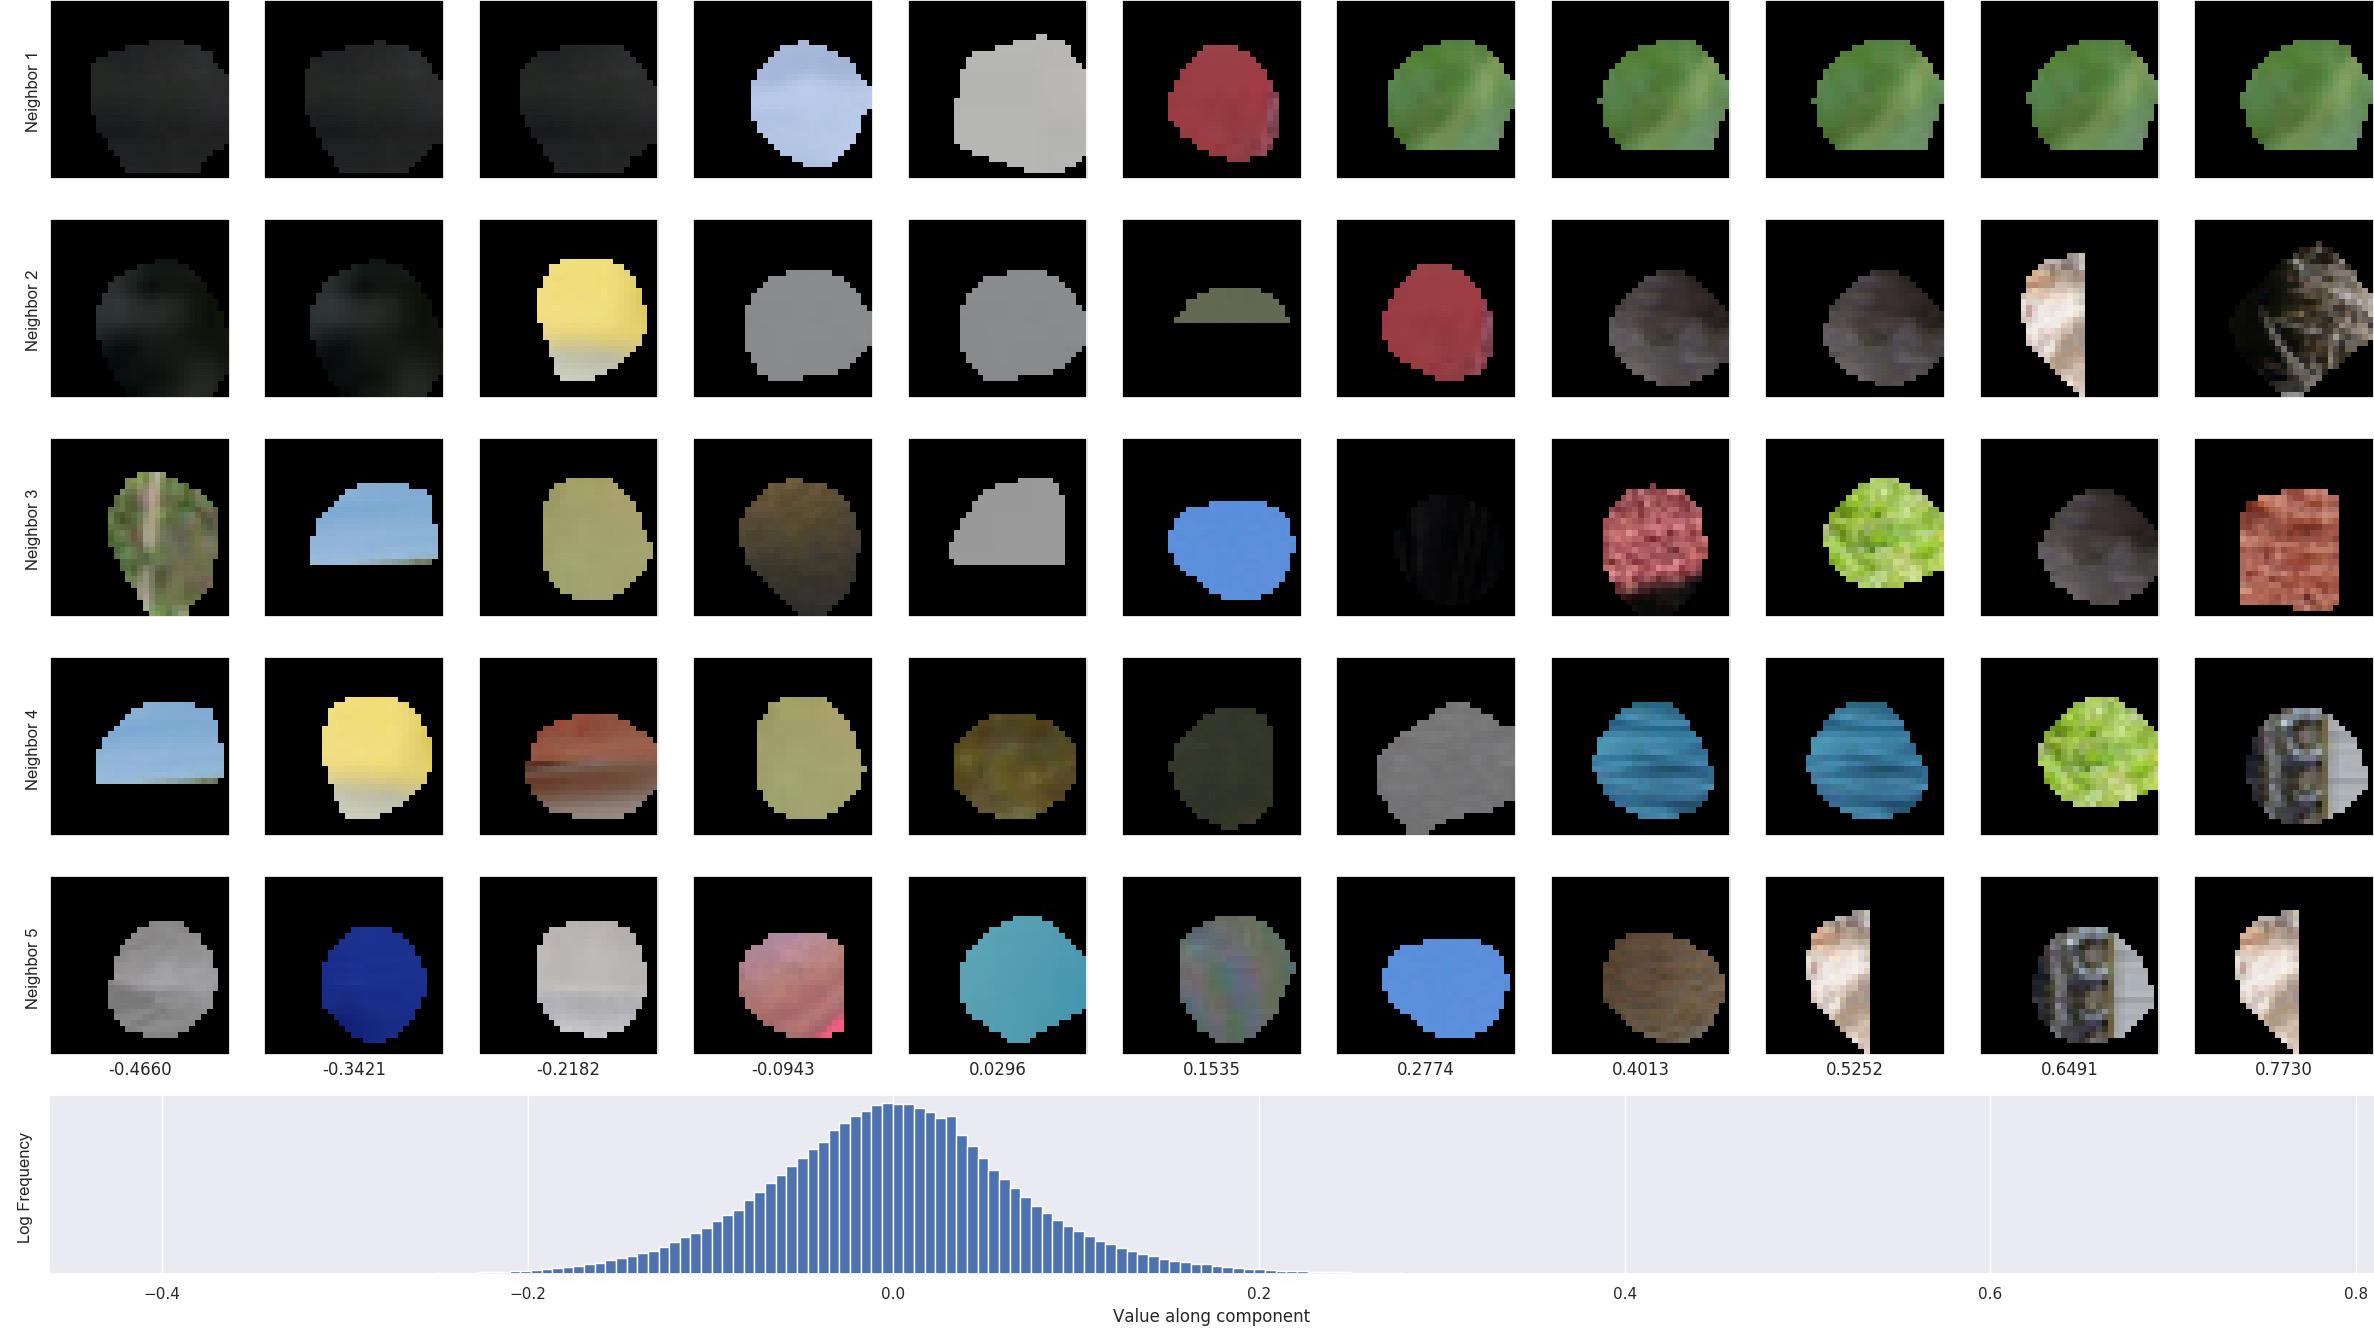 Neighbor 1
Neighbor 2
Neighbor 3
Neighbor 4
Neighbor 5
-0.4660 -0.3421 -0.2182 -0.0943 0.0296 0.1535 0.2774 0.4013 0.5252 0.6491 0.7730
Log Frequency
−0.4 −0.2 0.0 0.2 0.4 0.6 0.8
Value along component